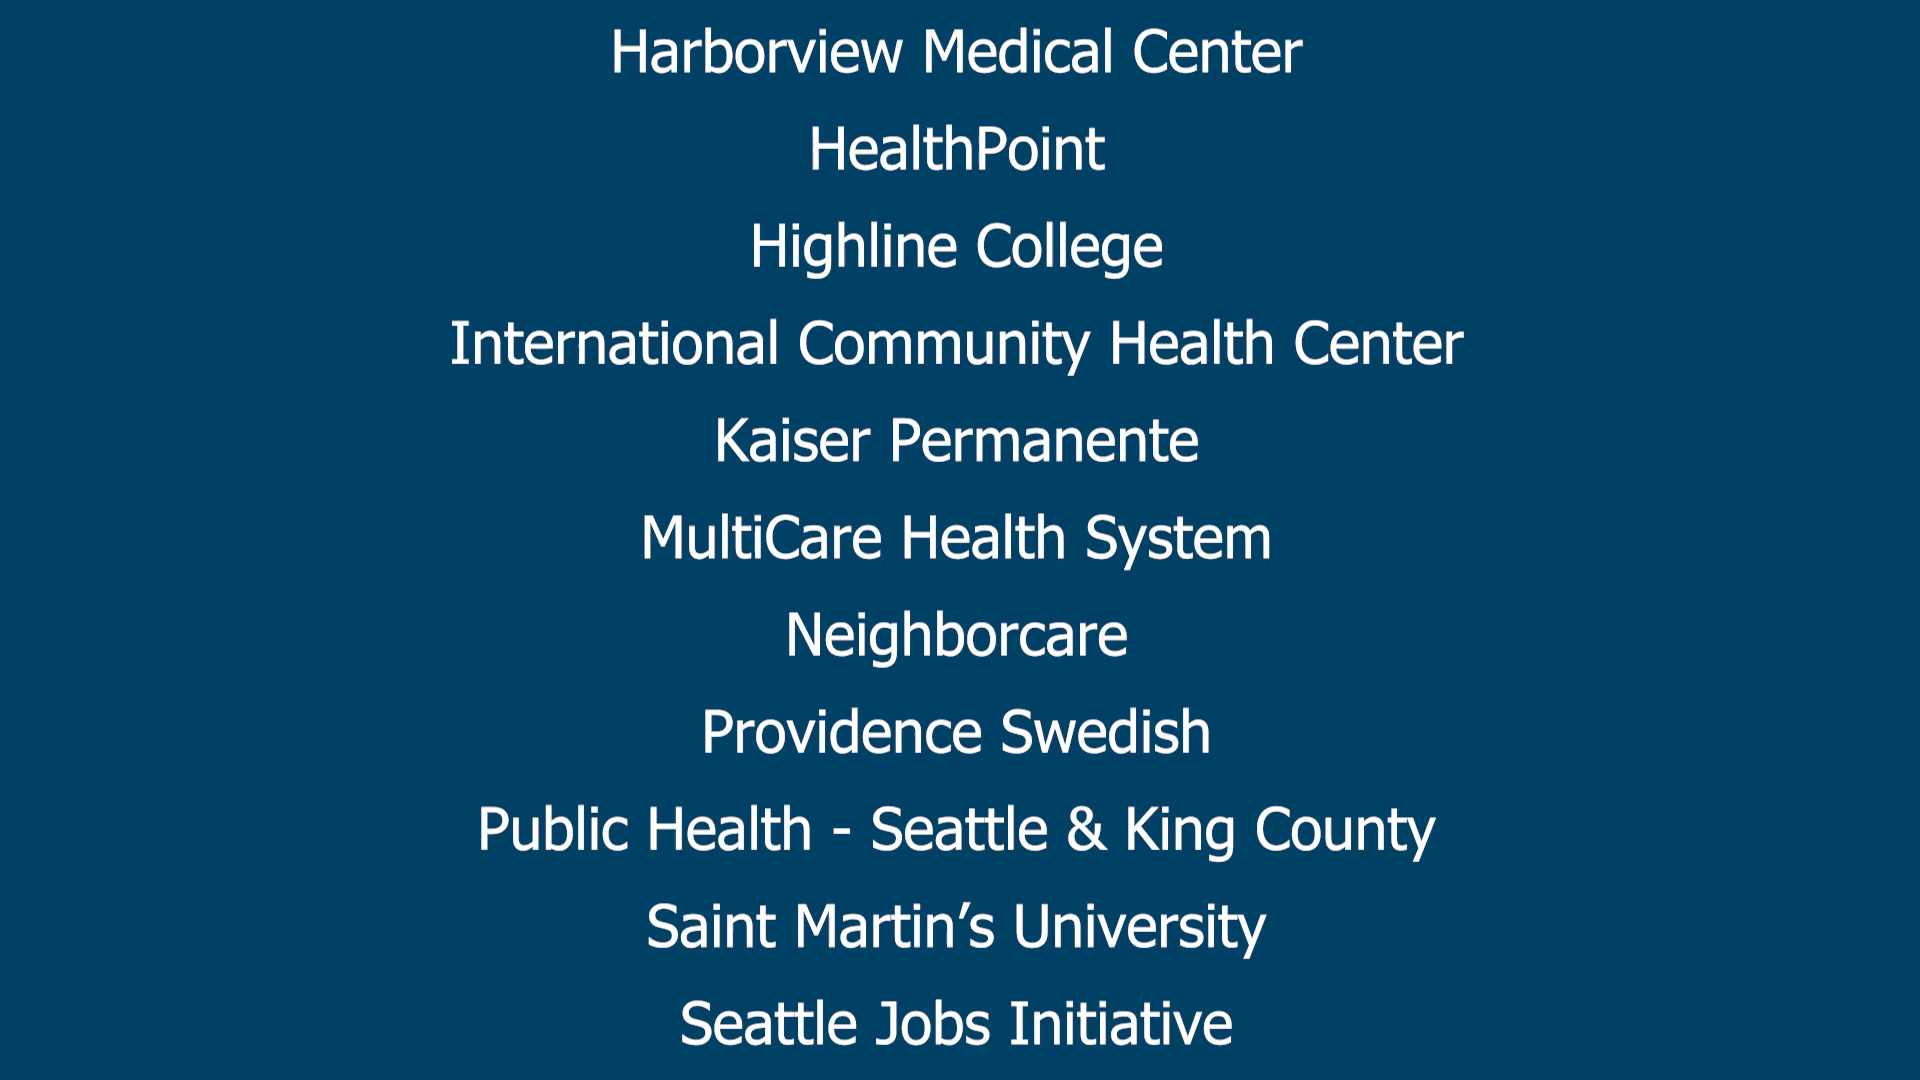 Harborview Medical Center
HealthPoint
Highline College
International Community Health Center
Kaiser Permanente
MultiCare Health System
Neighborcare
Providence Swedish
Public Health - Seattle & King County
Saint Martin’s University
Seattle Jobs Initiative